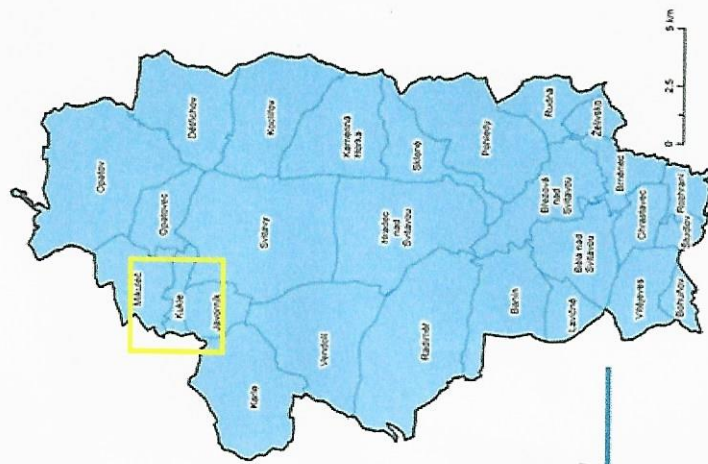 Opatov
Mikuleč
Opatovec
Kukle
Dětřichov
Javorník
Karle
Svitavy
Koclířov
Vendolí
Kamenná
Horka
Hradec
nad
Svitavou
Radiměř
Sklené
Pohledy
Banín
Březová
nad
Svitavou
Rudná
Lavičné
Bělá nad
Svitavou
Želivsko
Brněnec
Vítějeves
Chrastavec
Bohuňov
Studlov
Rozhraní
0 2.5 5 km